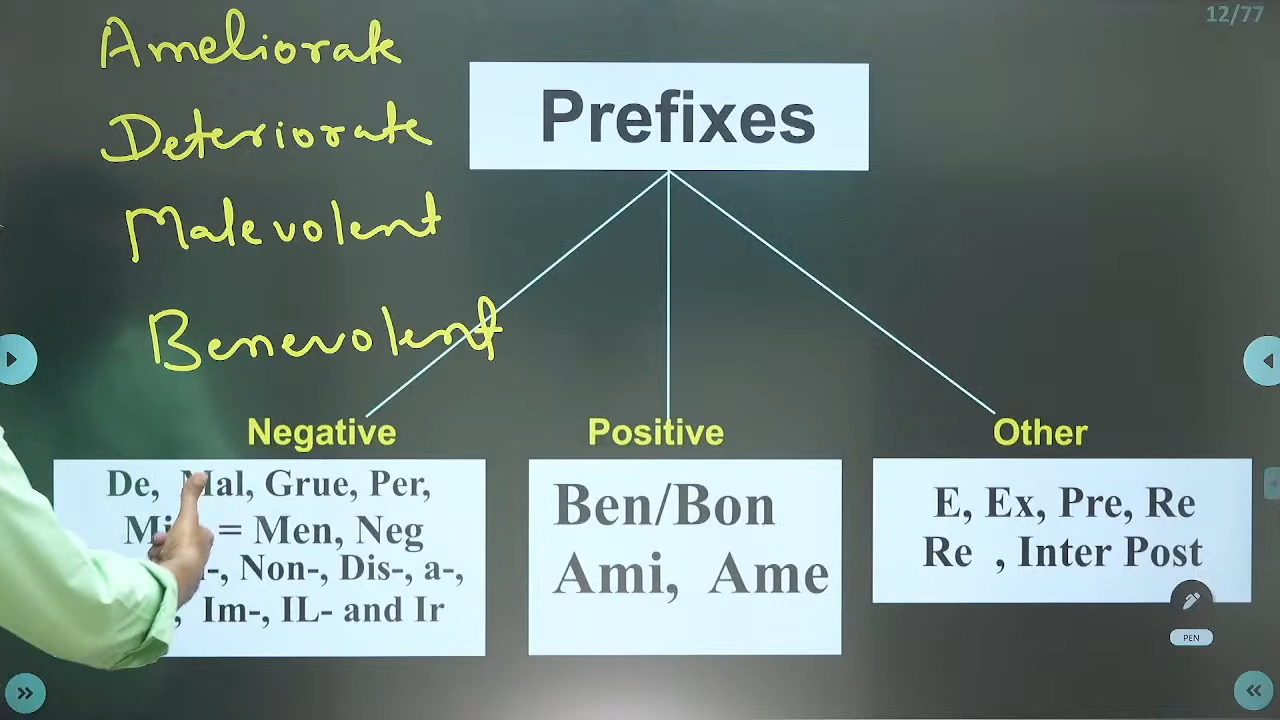 12/77
Ameliorate
Deteriorate
Malevolent
Benevolent
Prefixes
Negative
De, Mal, Grue, Per,
= Men, Neg
Non-, Dis-, a-,
Im-, IL- and Ir
Positive
Ben/Bon
Ami, Ame
Other
E, Ex, Pre, Re
Re , Inter Post
PEN